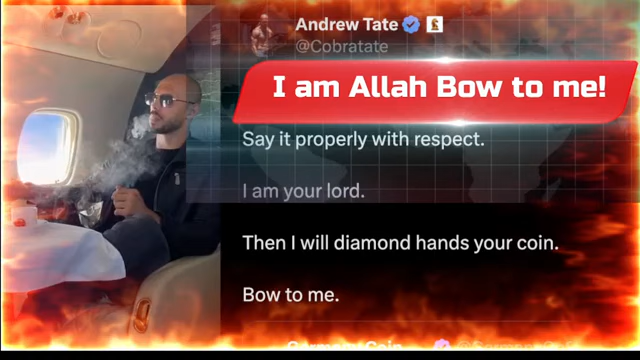 Andrew Tate
@Cobratate
I am Allah Bow to me!
Say it properly with respect.
I am your lord.
Then I will diamond hands your coin.
Bow to me.